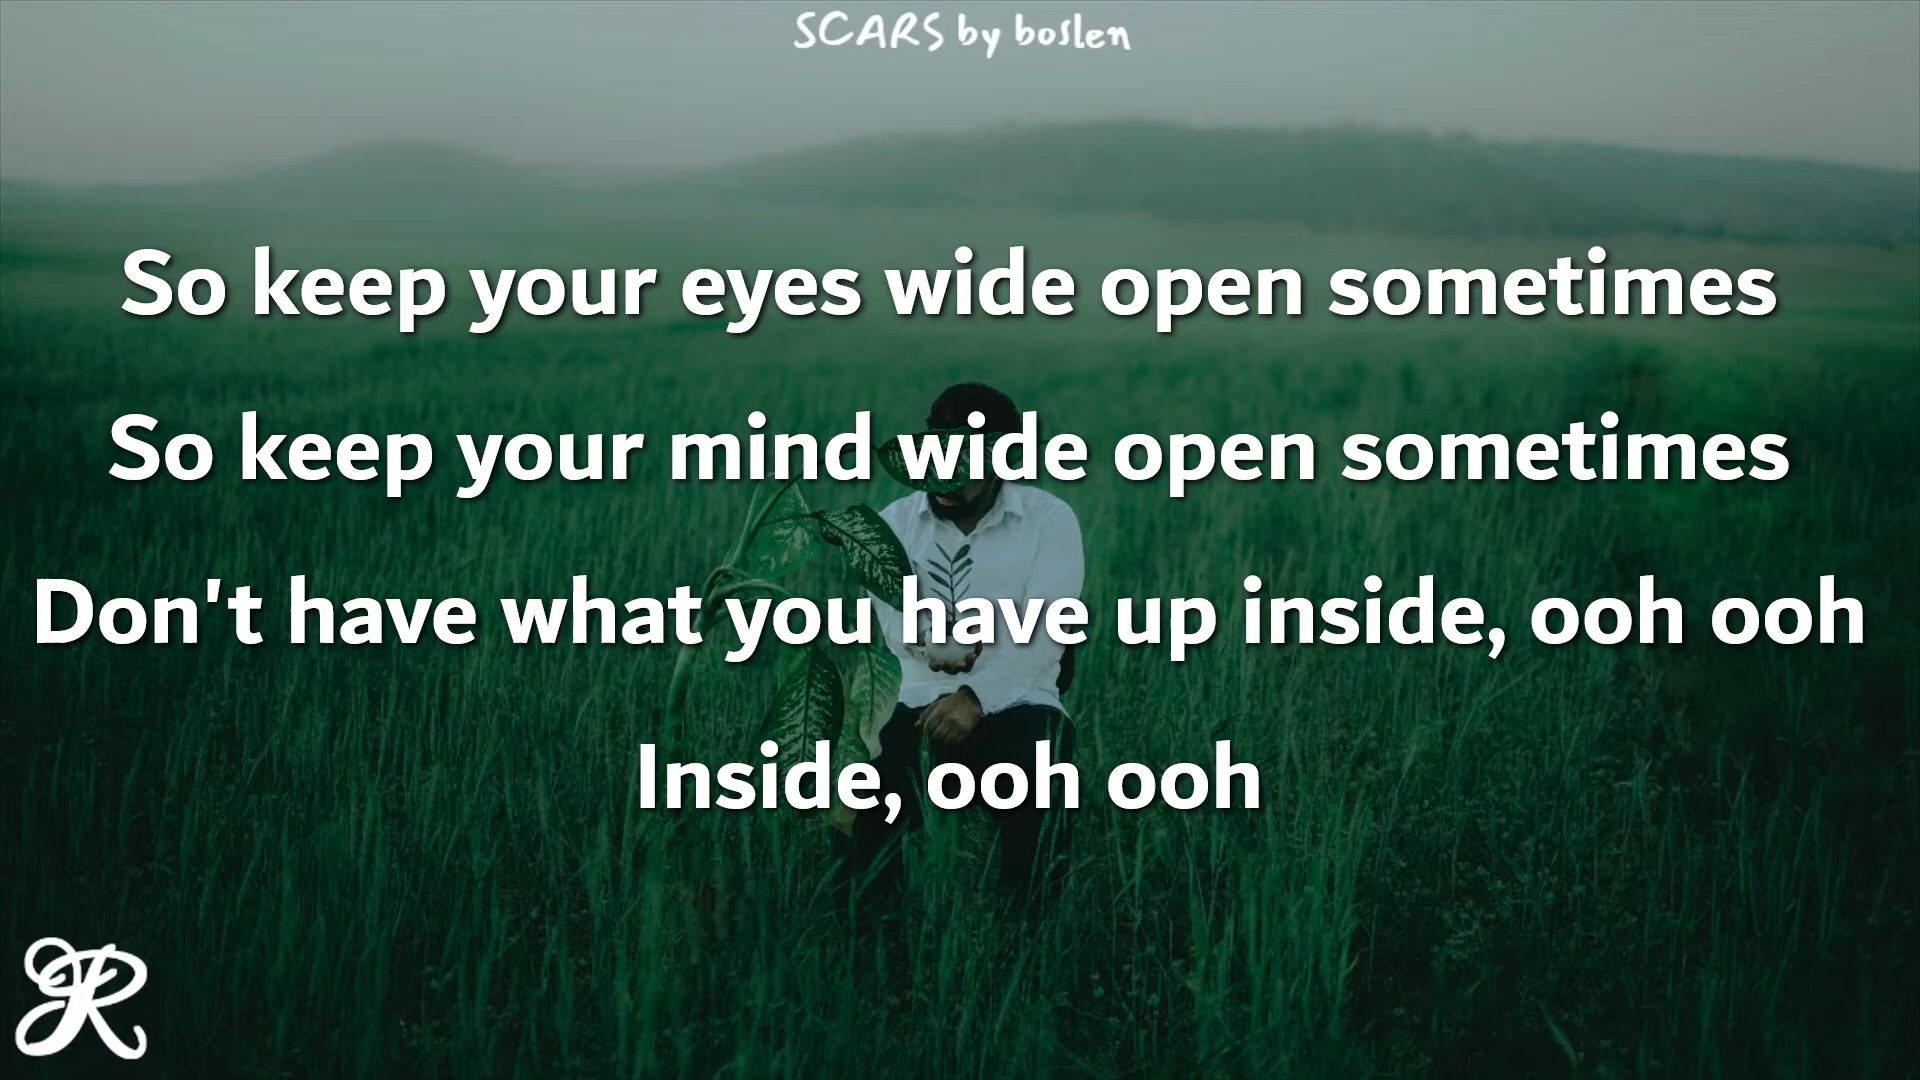 SCARS by boslen
So keep your eyes wide open sometimes
So keep your mind wide open sometimes
Don't have what you have up inside, ooh ooh
Inside, ooh ooh
R